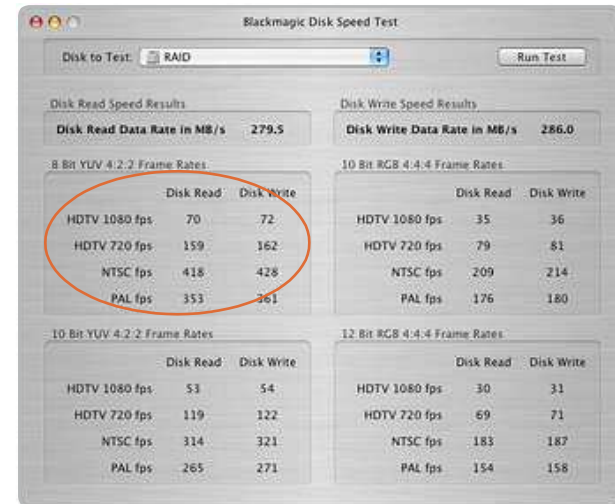 Blackmagic Disk Speed Test
Disk to Test: RAID Run Test
Disk Read Speed Results
Disk Read Data Rate in MB/s 279.5
Disk Write Speed Results
Disk Write Data Rate in MB/s 286.0
8 Bit YUV 4:2:2 Frame Rates
Disk Read Disk Write
HDTV 1080 fps 70 72
HDTV 720 fps 159 162
NTSC fps 418 428
PAL fps 353 361
10 Bit RGB 4:4:4 Frame Rates
Disk Read Disk Write
HDTV 1080 fps 35 36
HDTV 720 fps 79 81
NTSC fps 209 214
PAL fps 176 180
10 Bit YUV 4:2:2 Frame Rates
Disk Read Disk Write
HDTV 1080 fps 53 54
HDTV 720 fps 119 122
NTSC fps 314 321
PAL fps 265 271
12 Bit RGB 4:4:4 Frame Rates
Disk Read Disk Write
HDTV 1080 fps 30 31
HDTV 720 fps 69 71
NTSC fps 183 187
PAL fps 154 158